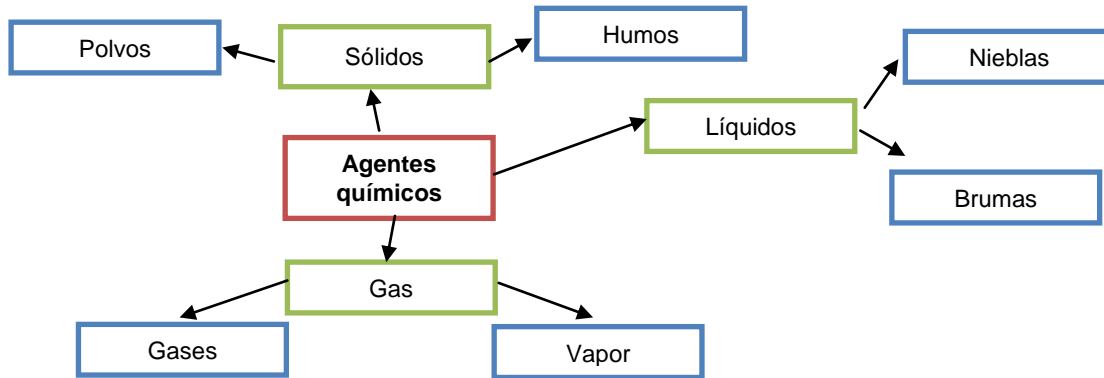 Polvos
Sólidos
Humos
Nieblas
Líquidos
Agentes
químicos
Brumas
Gas
Gases
Vapor